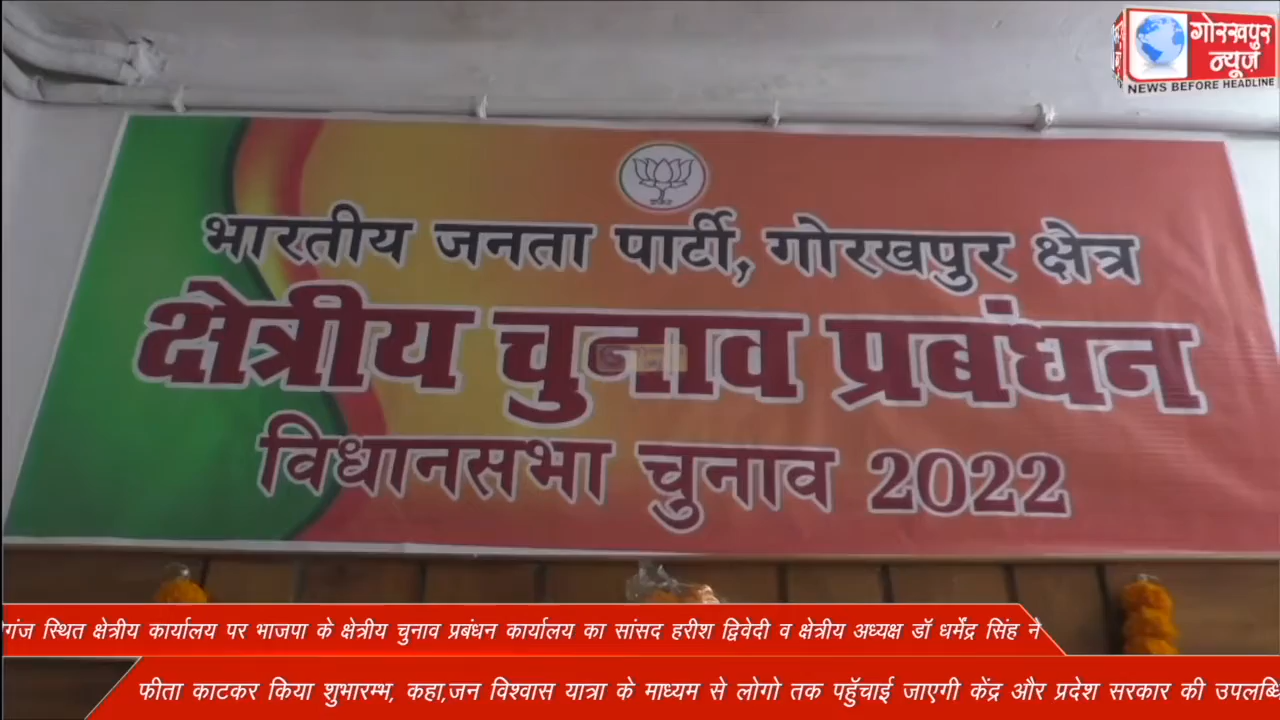 गोरखपुर
न्यूज़
NEWS BEFORE HEADLINE
भारतीय जनता पार्टी, गोरखपुर क्षेत्र
क्षेत्रीय चुनाव प्रबंधन
विधानसभा चुनाव 2022
स्थित क्षेत्रीय कार्यालय पर भाजपा के क्षेत्रीय चुनाव प्रबंधन कार्यालय का सांसद हरीश द्विवेदी व क्षेत्रीय अध्यक्ष डॉ धर्मेंद्र सिंह ने
फीता काटकर किया शुभारम्भ, कहा,जन विश्वास यात्रा के माध्यम से लोगो तक पहुँचाई जाएगी केंद्र और प्रदेश सरकार की